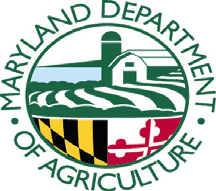 MARYLAND DEPARTMENT
• OF AGRICULTURE •